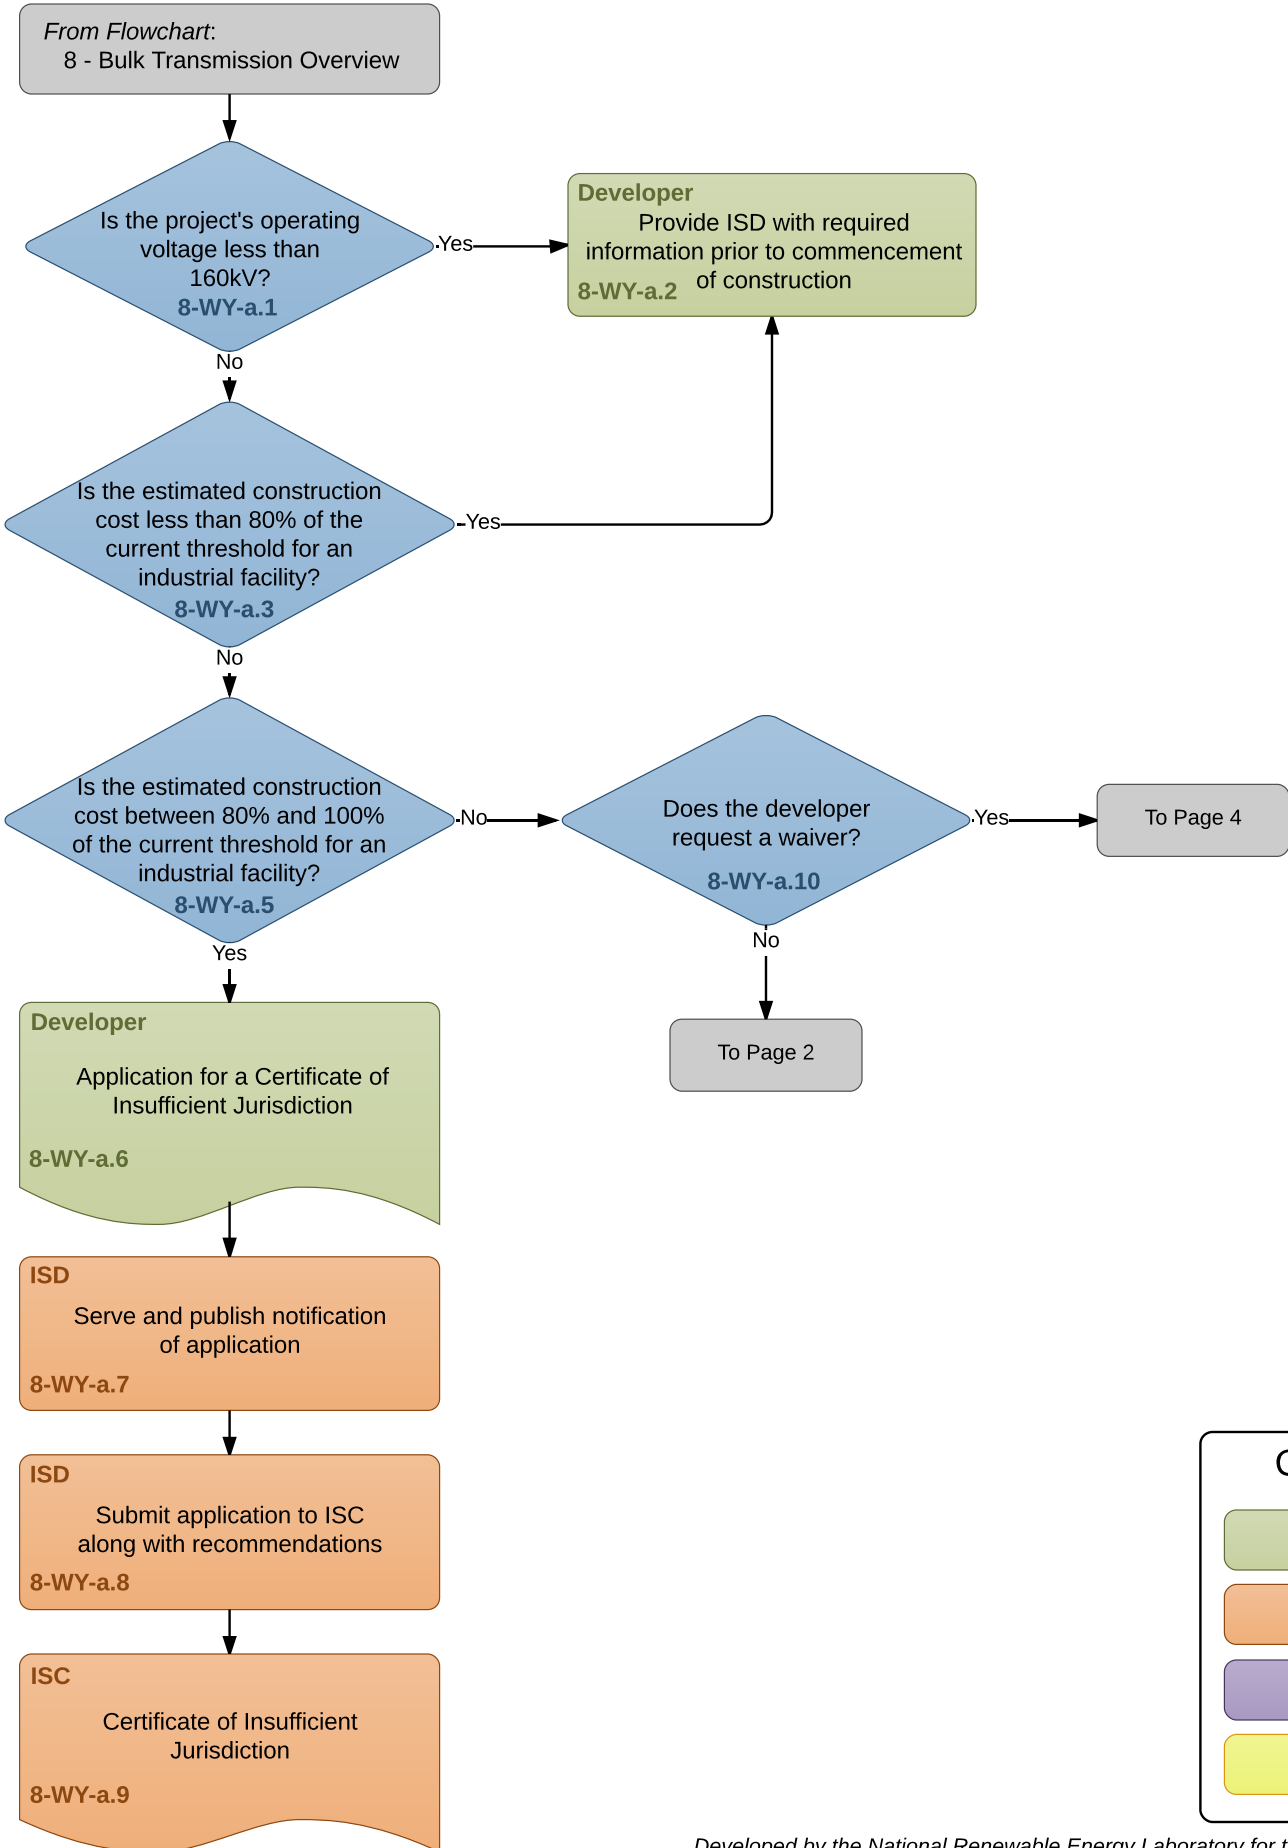 From Flowchart:
8 - Bulk Transmission Overview
Is the project's operating
voltage less than
160kV?
8-WY-a.1
Yes
Developer
Provide ISD with required
information prior to commencement
of construction
8-WY-a.2
No
Is the estimated construction
cost less than 80% of the
current threshold for an
industrial facility?
8-WY-a.3
Yes
No
Is the estimated construction
cost between 80% and 100%
of the current threshold for an
industrial facility?
8-WY-a.5
No
Does the developer
request a waiver?
8-WY-a.10
Yes
To Page 4
No
To Page 2
Yes
Developer
Application for a Certificate of
Insufficient Jurisdiction
8-WY-a.6
ISD
Serve and publish notification
of application
8-WY-a.7
ISD
Submit application to ISC
along with recommendations
8-WY-a.8
ISC
Certificate of Insufficient
Jurisdiction
8-WY-a.9
Developed by the National Renewable Energy Laboratory for